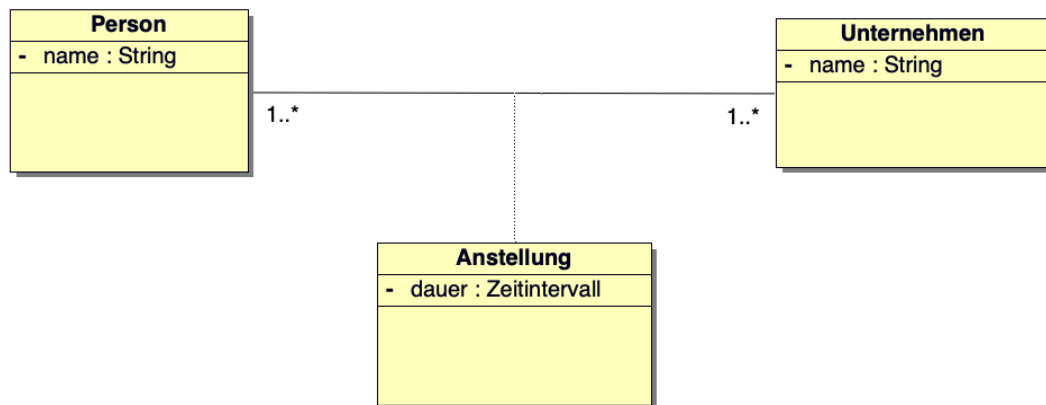 Person
- name : String
1..*
Unternehmen
- name : String
1..*
Anstellung
- dauer : Zeitintervall